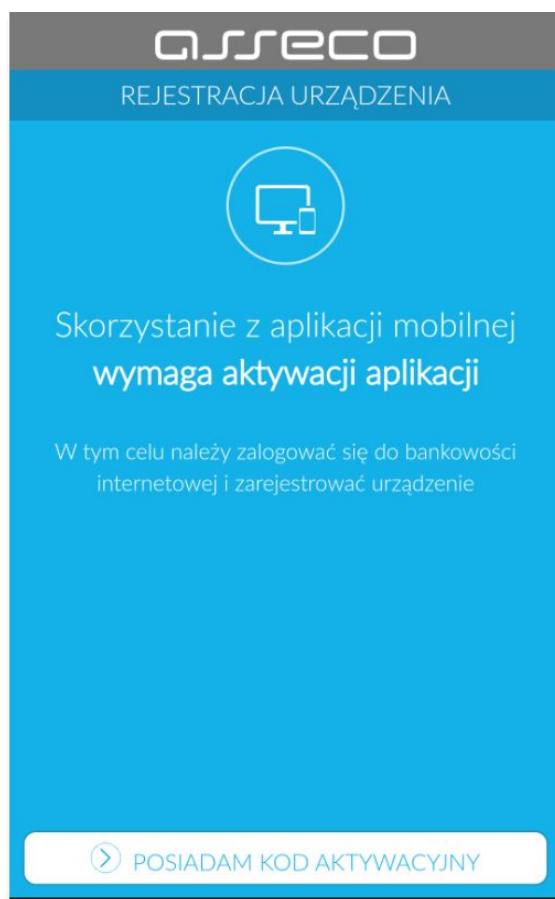 asseco
REJESTRACJA URZĄDZENIA
Skorzystanie z aplikacji mobilnej
wymaga aktywacji aplikacji
W tym celu należy zalogować się do bankowości
internetowej i zarejestrować urządzenie
POSIADAM KOD AKTYWACYJNY